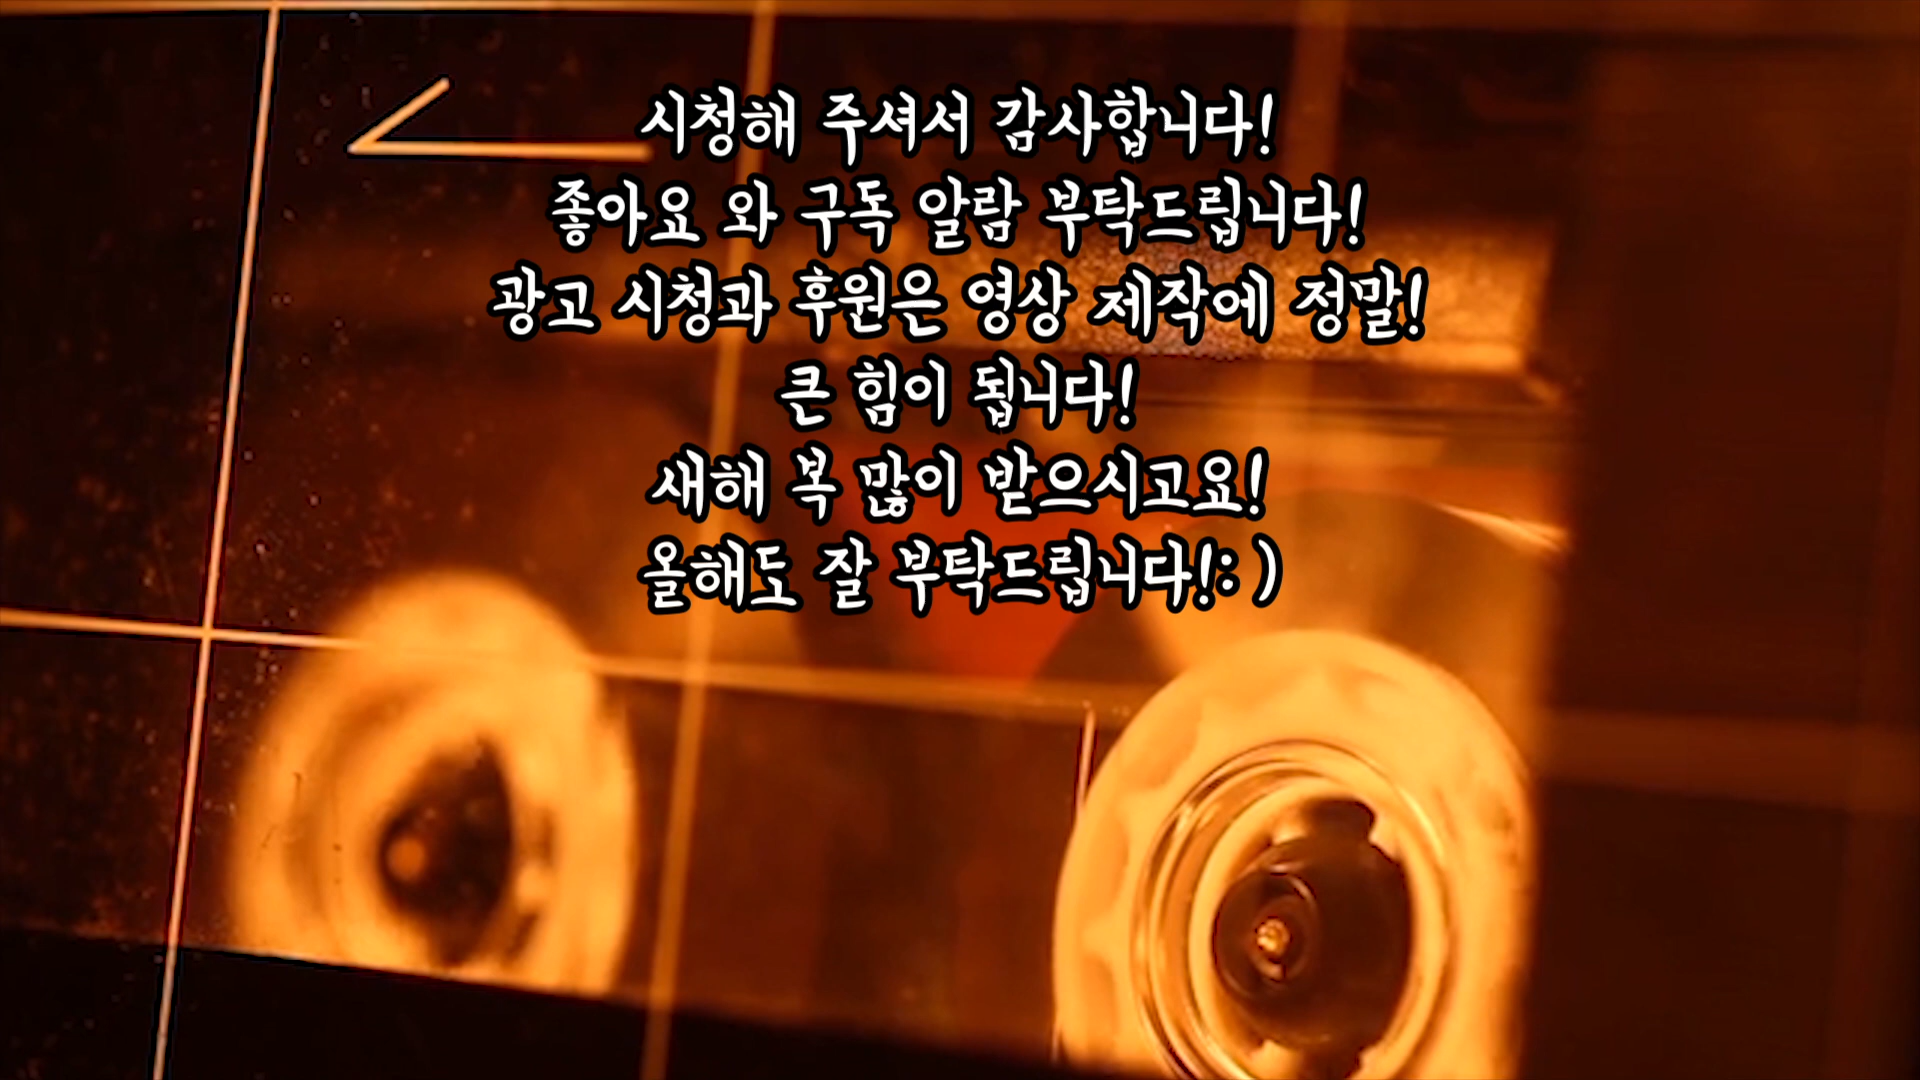 시청해 주셔서 감사합니다!
좋아요 와 구독 알람 부탁드립니다!
광고 시청과 후원은 영상 제작에 정말!
큰 힘이 됩니다!
새해 복 많이 받으시고요!
올해도 잘 부탁드립니다!: )